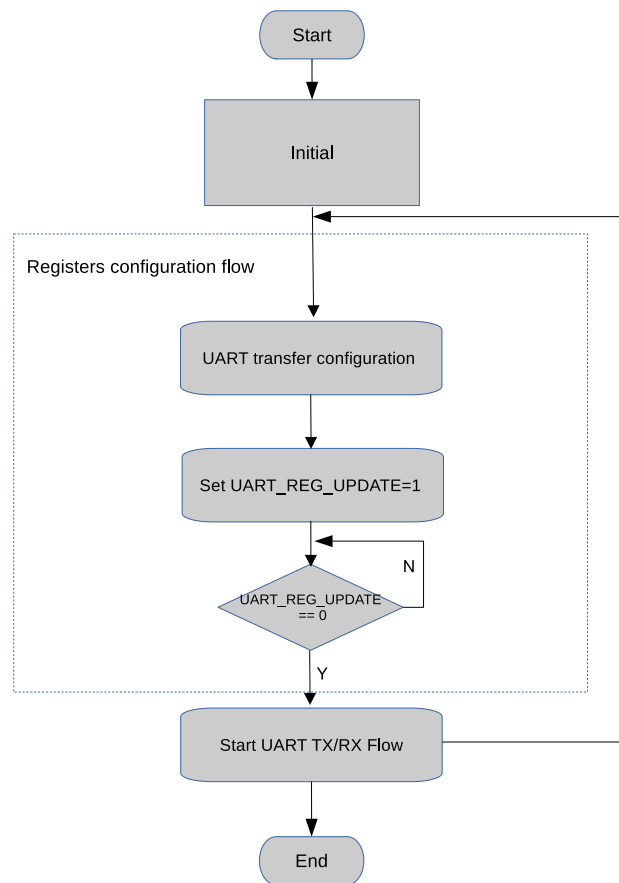 Start
Initial
Registers configuration flow
UART transfer configuration
Set UART_REG_UPDATE=1
N
UART_REG_UPDATE
== 0
Y
Start UART TX/RX Flow
End